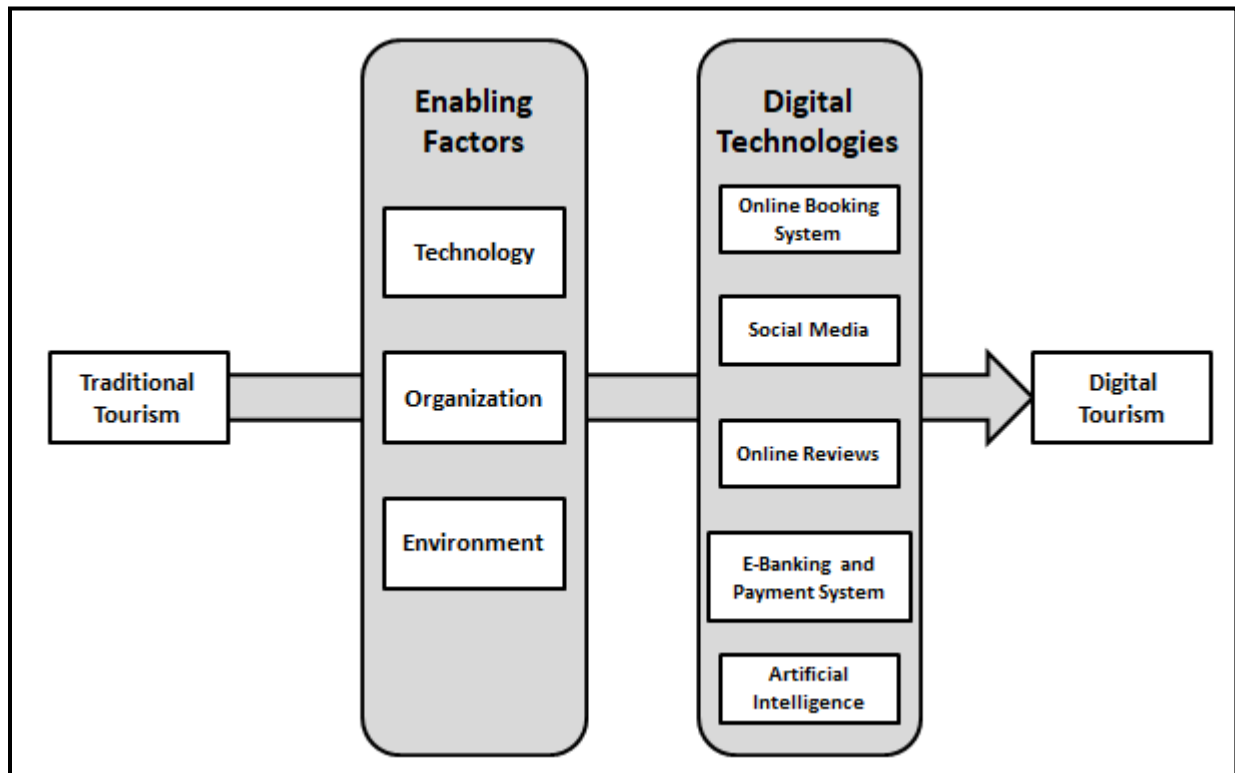 Traditional
Tourism
Enabling
Factors
Technology
Organization
Environment
Digital
Technologies
Online Booking
System
Social Media
Online Reviews
E-Banking and
Payment System
Artificial
Intelligence
Digital
Tourism